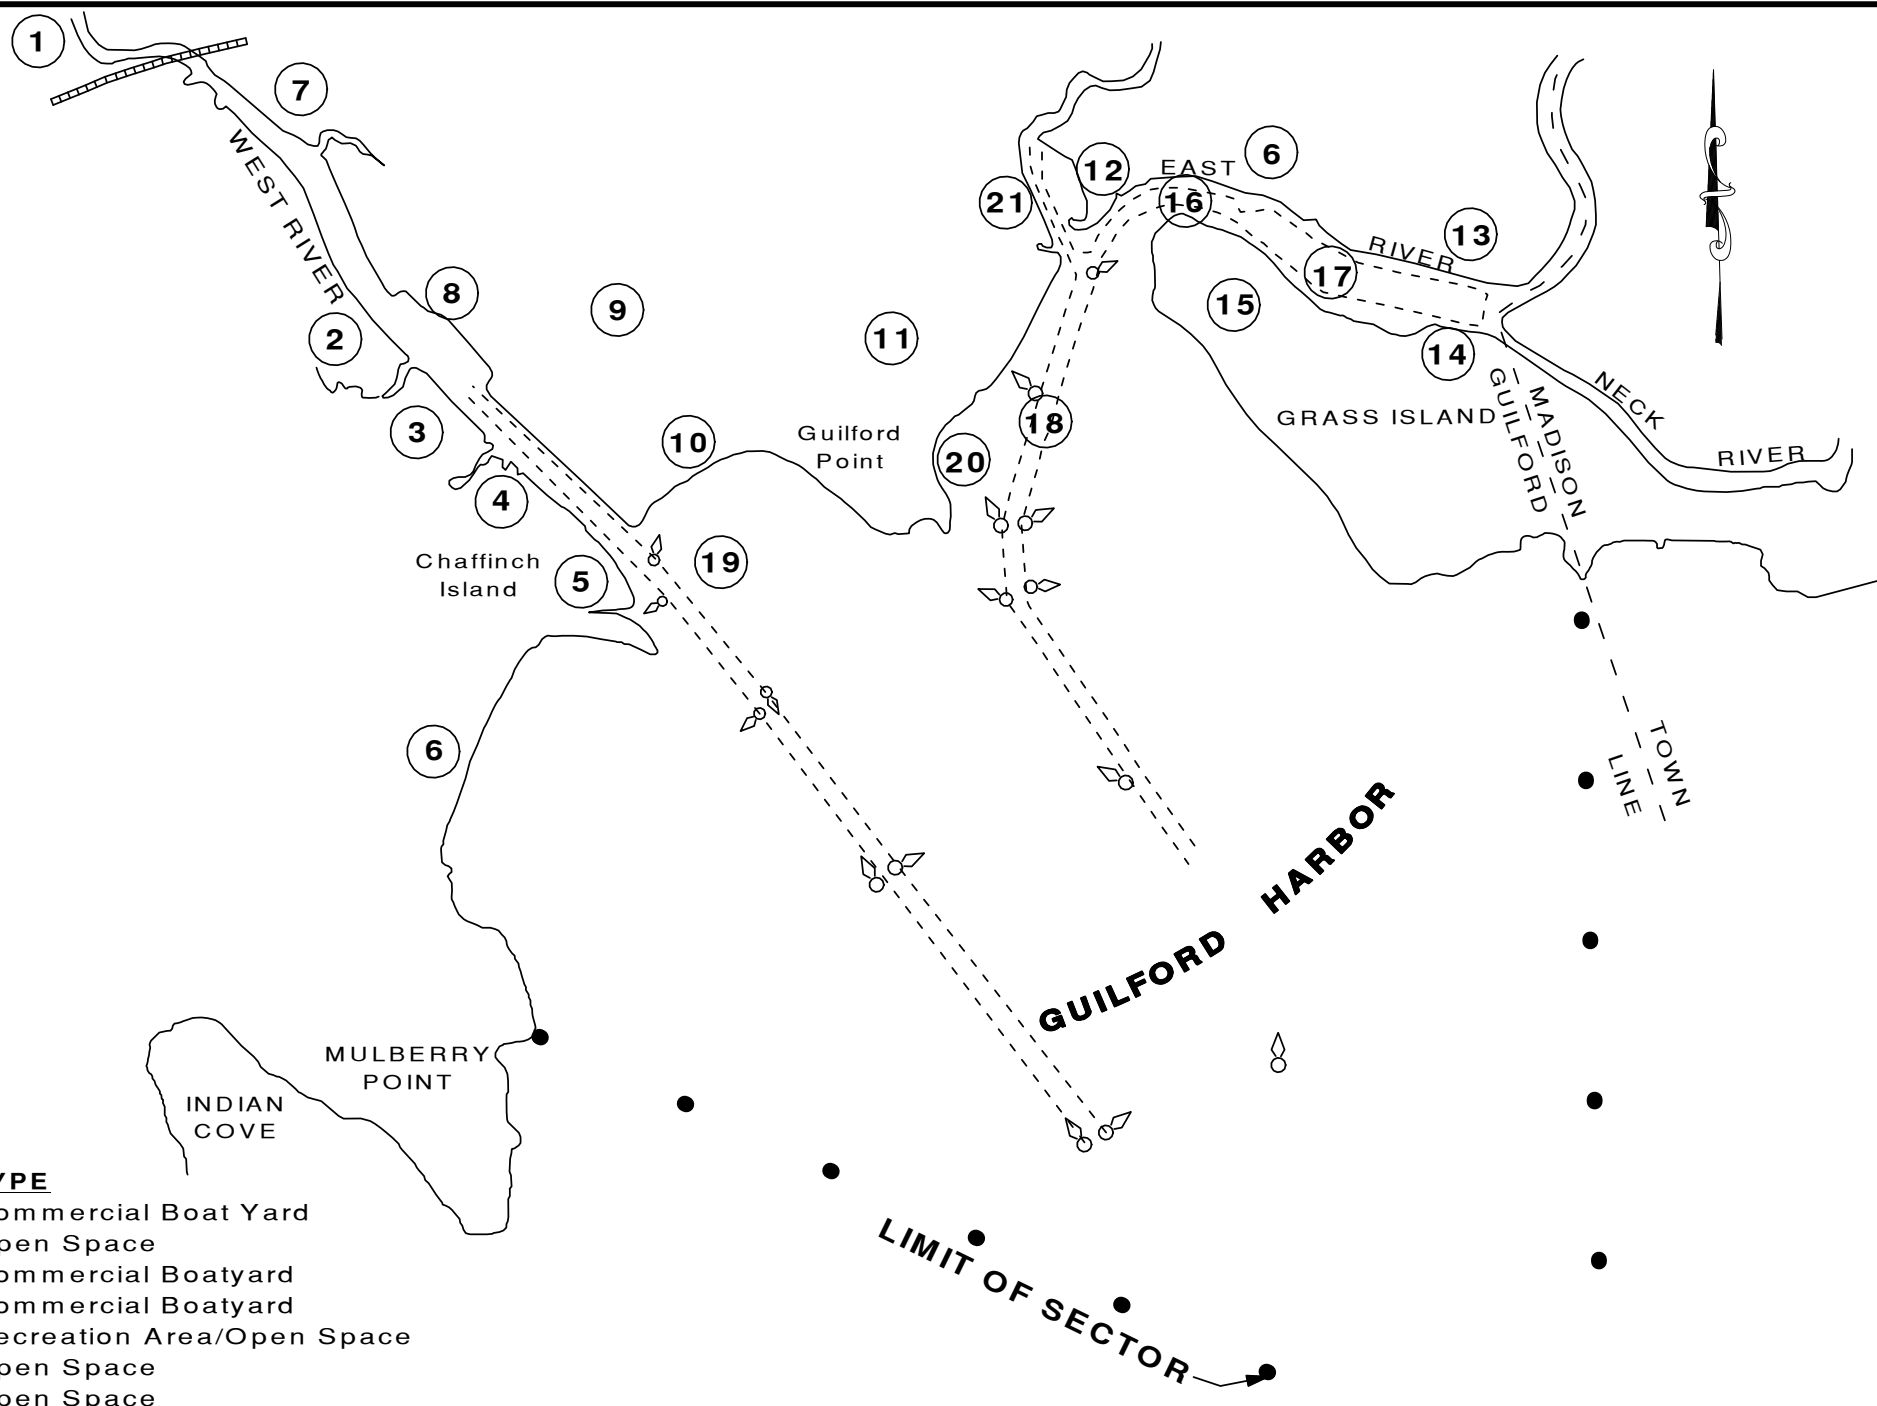 1
7
12
EAST
6
21
16
WEST RIVER
RIVER
13
17
8
9
15
2
11
14
GUILFORD
MADISON
NECK
RIVER
3
10
Guilford
Point
18
GRASS ISLAND
20
4
Chaffinch
Island
19
5
6
TOWN
LINE
GUILFORD HARBOR
MULBERRY
POINT
INDIAN
COVE
YPE
ommercial Boat Yard
pen Space
ommercial Boatyard
ommercial Boatyard
ecreation Area/Open Space
pen Space
pen Space
LIMIT OF SECTOR